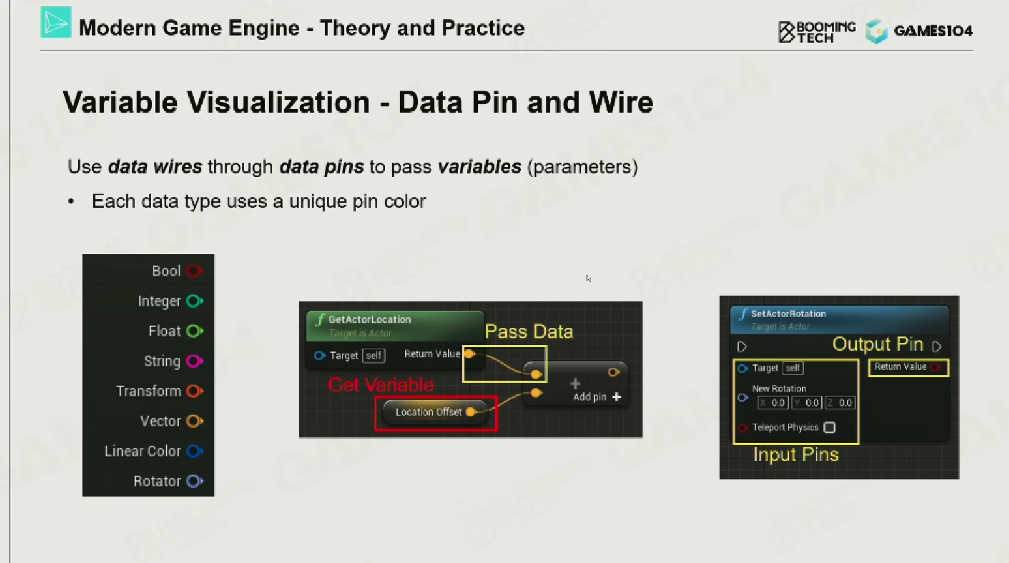 Modern Game Engine - Theory and Practice
BOOMING
TECH
GAMES104
Variable Visualization - Data Pin and Wire
Use data wires through data pins to pass variables (parameters)
• Each data type uses a unique pin color
Bool
Integer
Float
String
Transform
Vector
Linear Color
Rotator
f GetActorLocation
Target is Actor
Target self
Return Value
Pass Data
Get Variable
Location Offset
Add pin +
f SetActorRotation
Target is Actor
Output Pin
Target self
Return Value
New Rotation
X 0.0 Y 0.0 Z 0.0
Teleport Physics
Input Pins